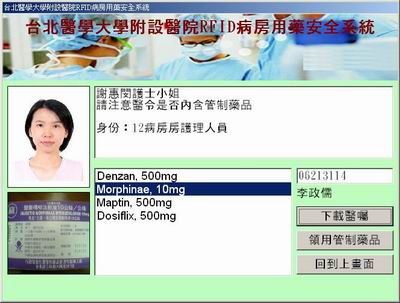 台北醫學大學附設醫院RFID病房用藥安全系統
台北醫學大學附設醫院RFID病房用藥安全系統
謝惠閔護士小姐
請注意醫令是否內含管制藥品
身份：12病房房護理人員
Denzan, 500mg
Morphinae, 10mg
Maptin, 500mg
Dosiflix, 500mg
06213114
李政儒
下載醫囑
領用管制藥品
回到上畫面